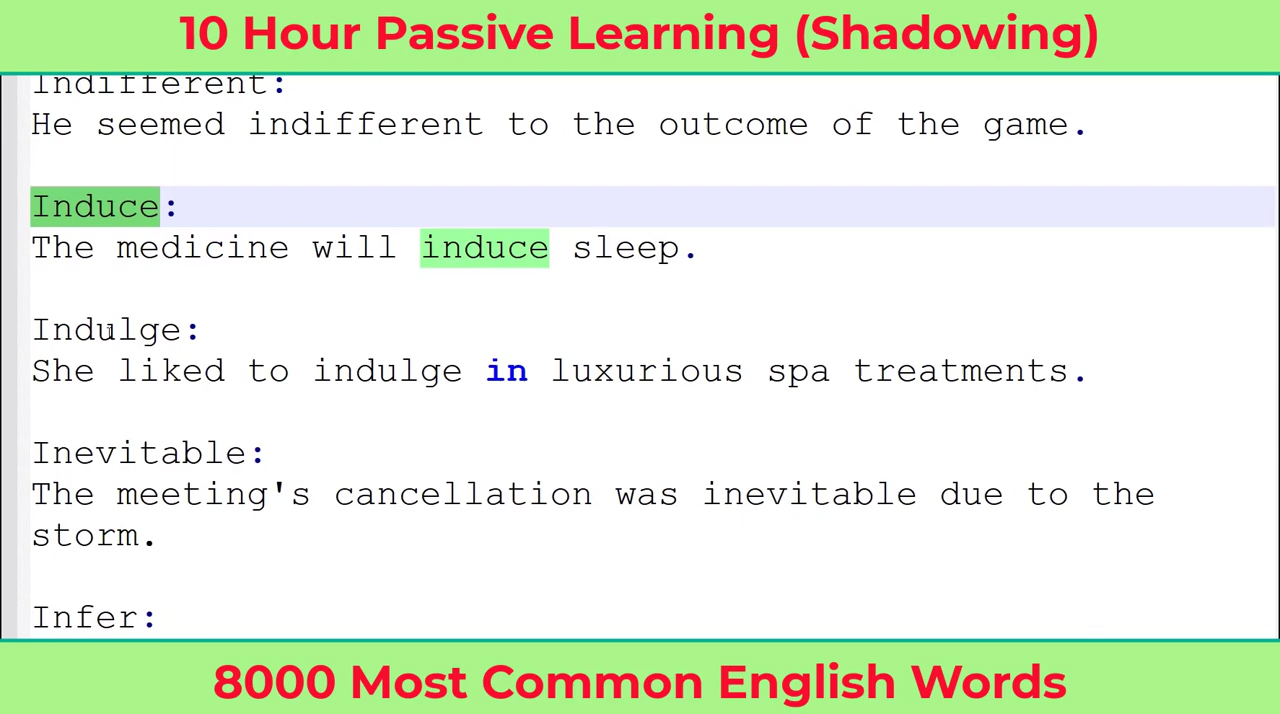 10 Hour Passive Learning (Shadowing)
Indifferent:
He seemed indifferent to the outcome of the game.
Induce:
The medicine will induce sleep.
Indulge:
She liked to indulge in luxurious spa treatments.
Inevitable:
The meeting's cancellation was inevitable due to the
storm.
Infer:
8000 Most Common English Words